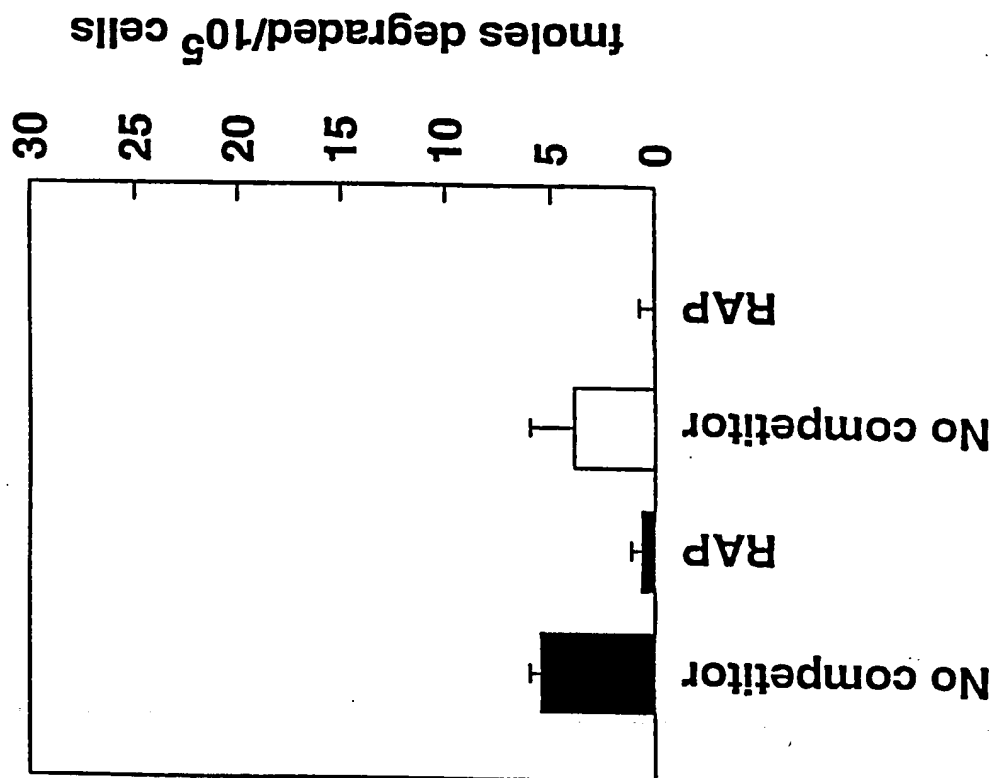 fmoles degraded/10⁵ cells
30
25
20
15
10
5
0
RAP
No competitor
RAP
No competitor